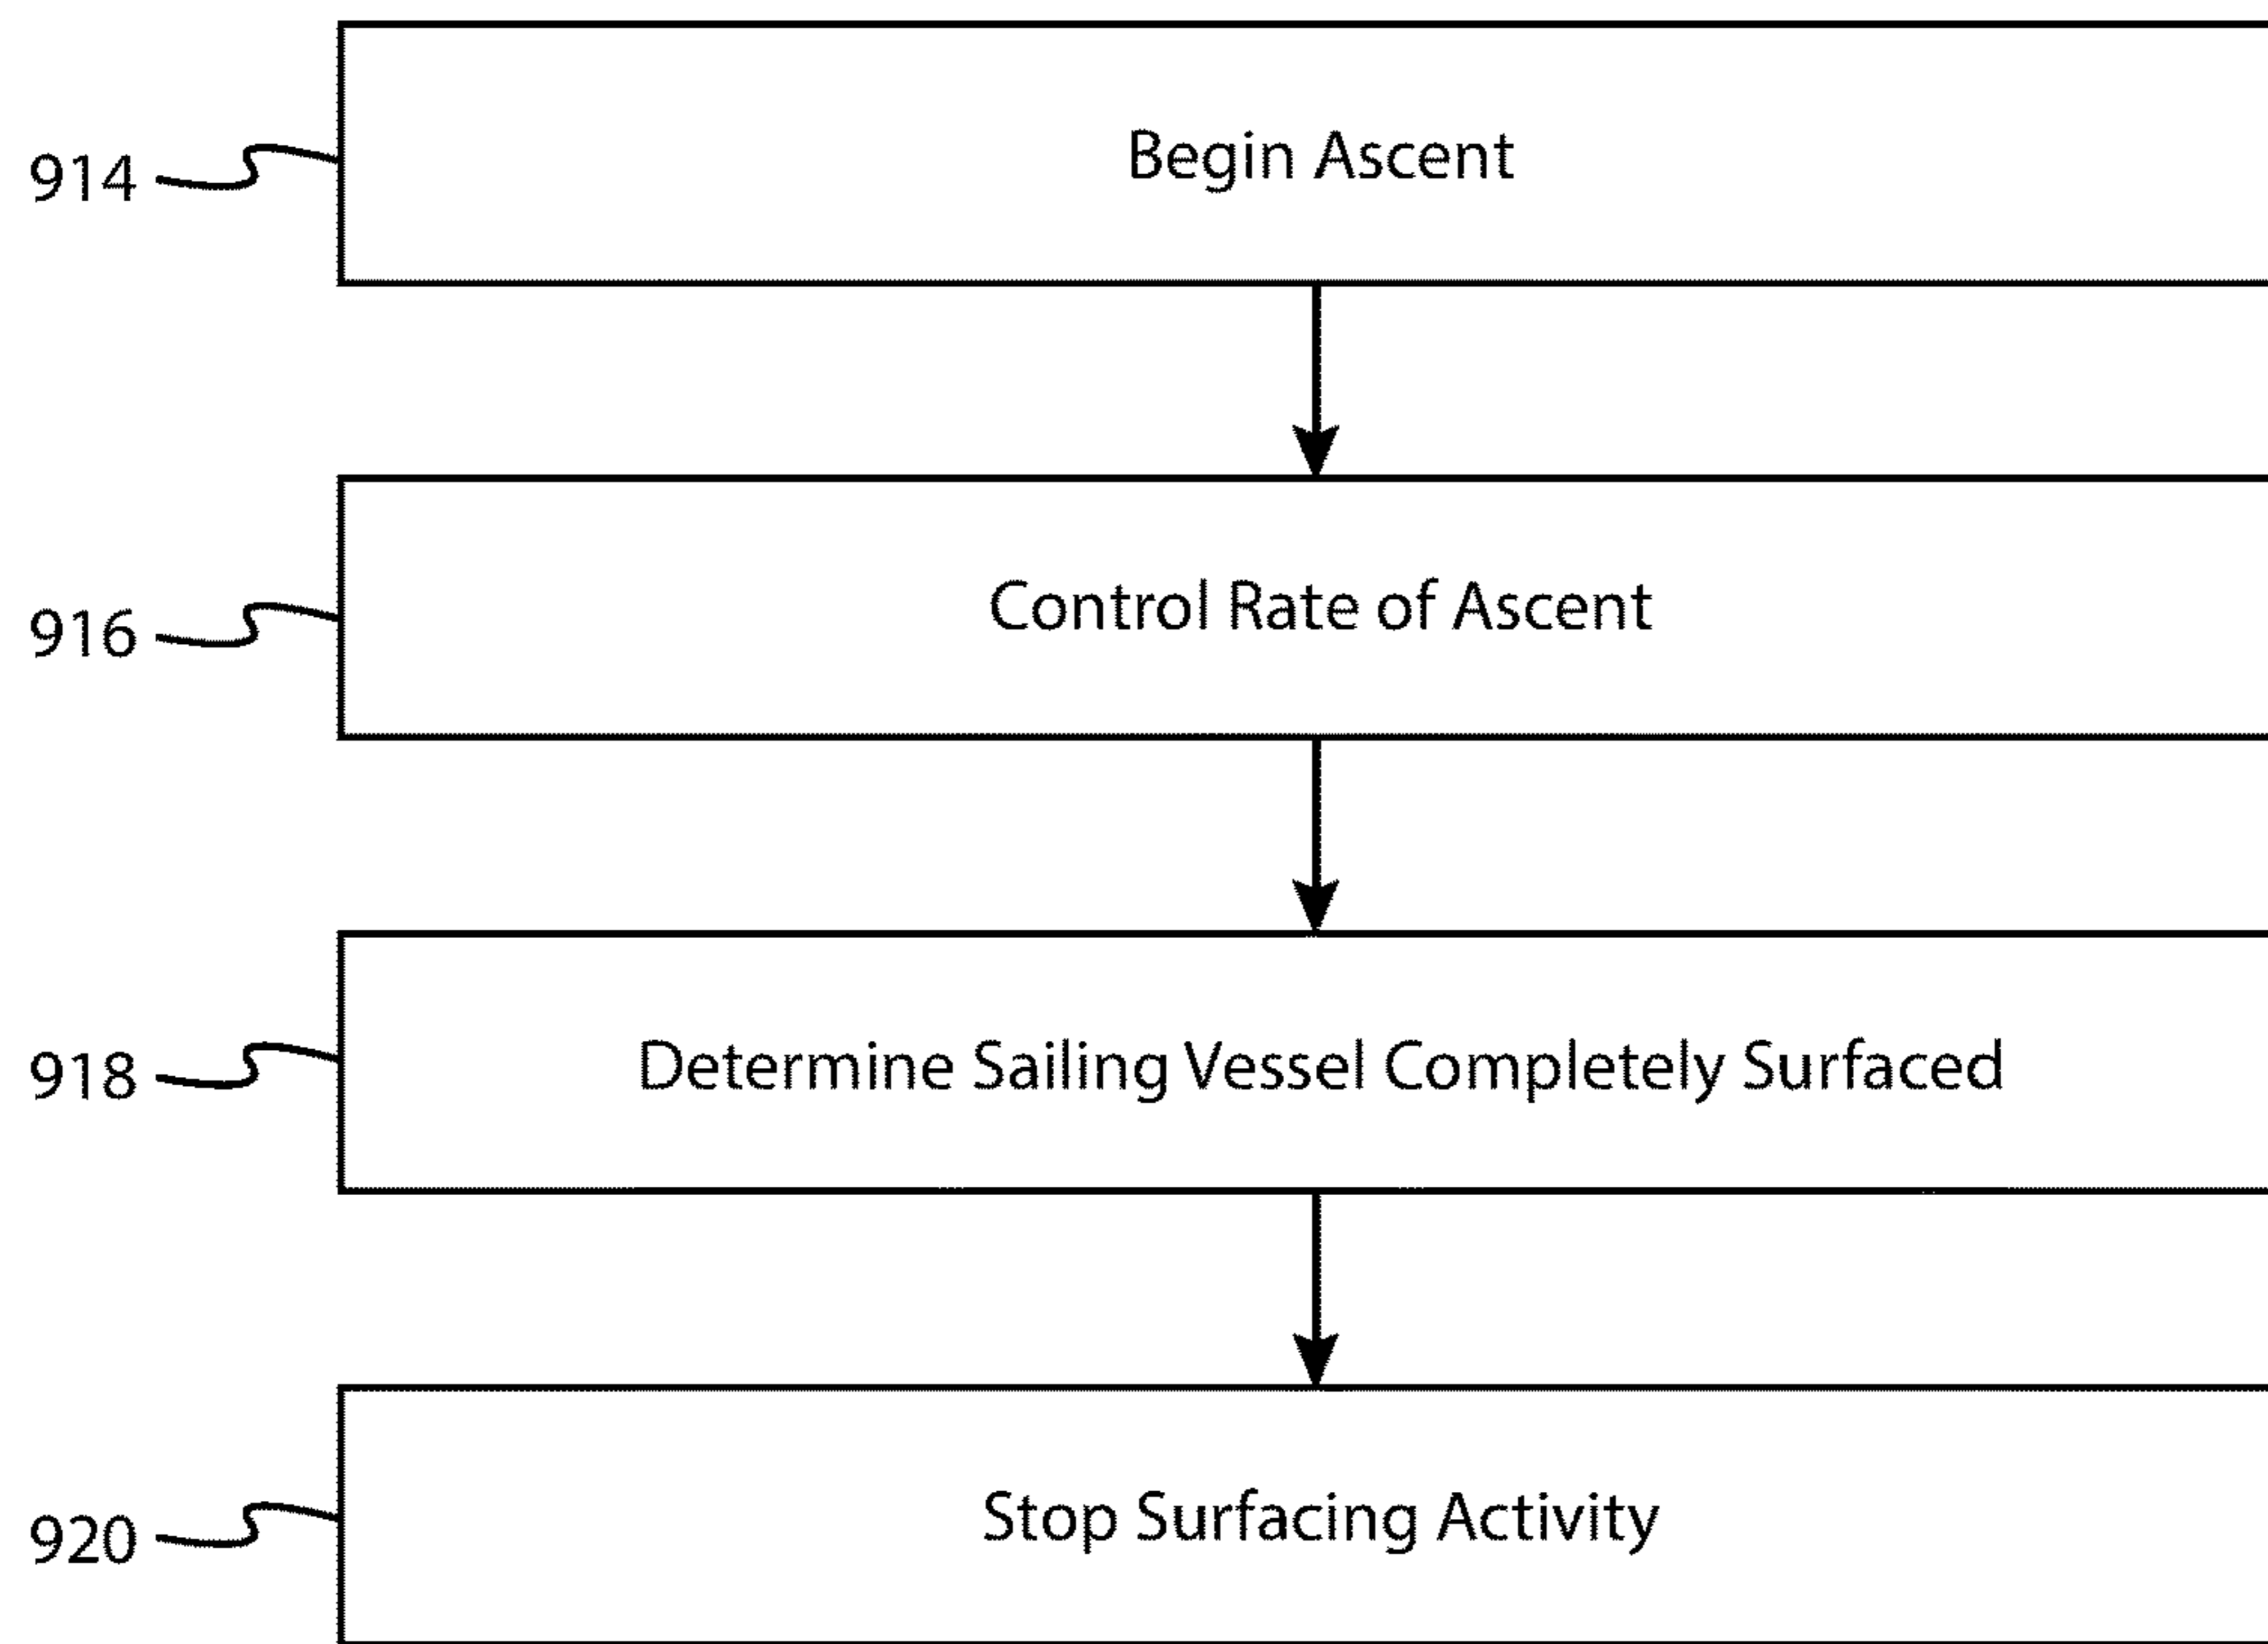 914
Begin Ascent
916
Control Rate of Ascent
918
Determine Sailing Vessel Completely Surfaced
920
Stop Surfacing Activity